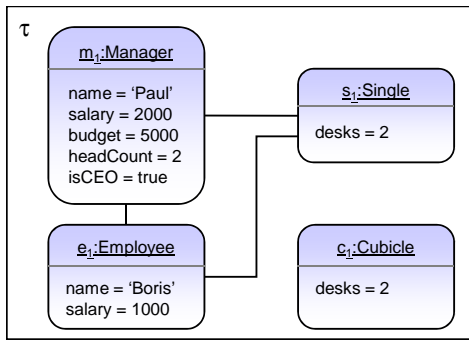 τ
m1:Manager
name = ‘Paul’
salary = 2000
budget = 5000
headCount = 2
isCEO = true
s1:Single
desks = 2
e1:Employee
name = ‘Boris’
salary = 1000
c1:Cubicle
desks = 2